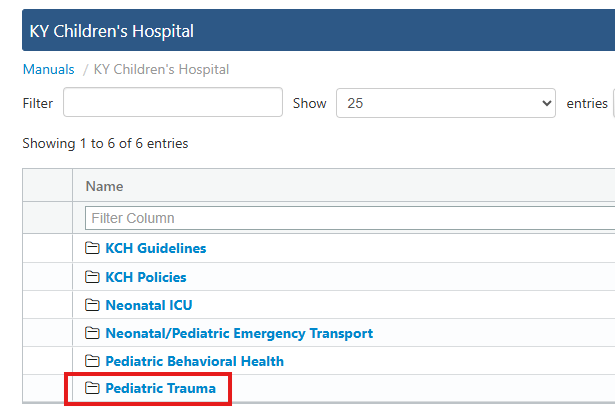 KY Children's Hospital
Manuals / KY Children's Hospital
Filter Show 25 entries
Showing 1 to 6 of 6 entries
Name
Filter Column
KCH Guidelines
KCH Policies
Neonatal ICU
Neonatal/Pediatric Emergency Transport
Pediatric Behavioral Health
Pediatric Trauma